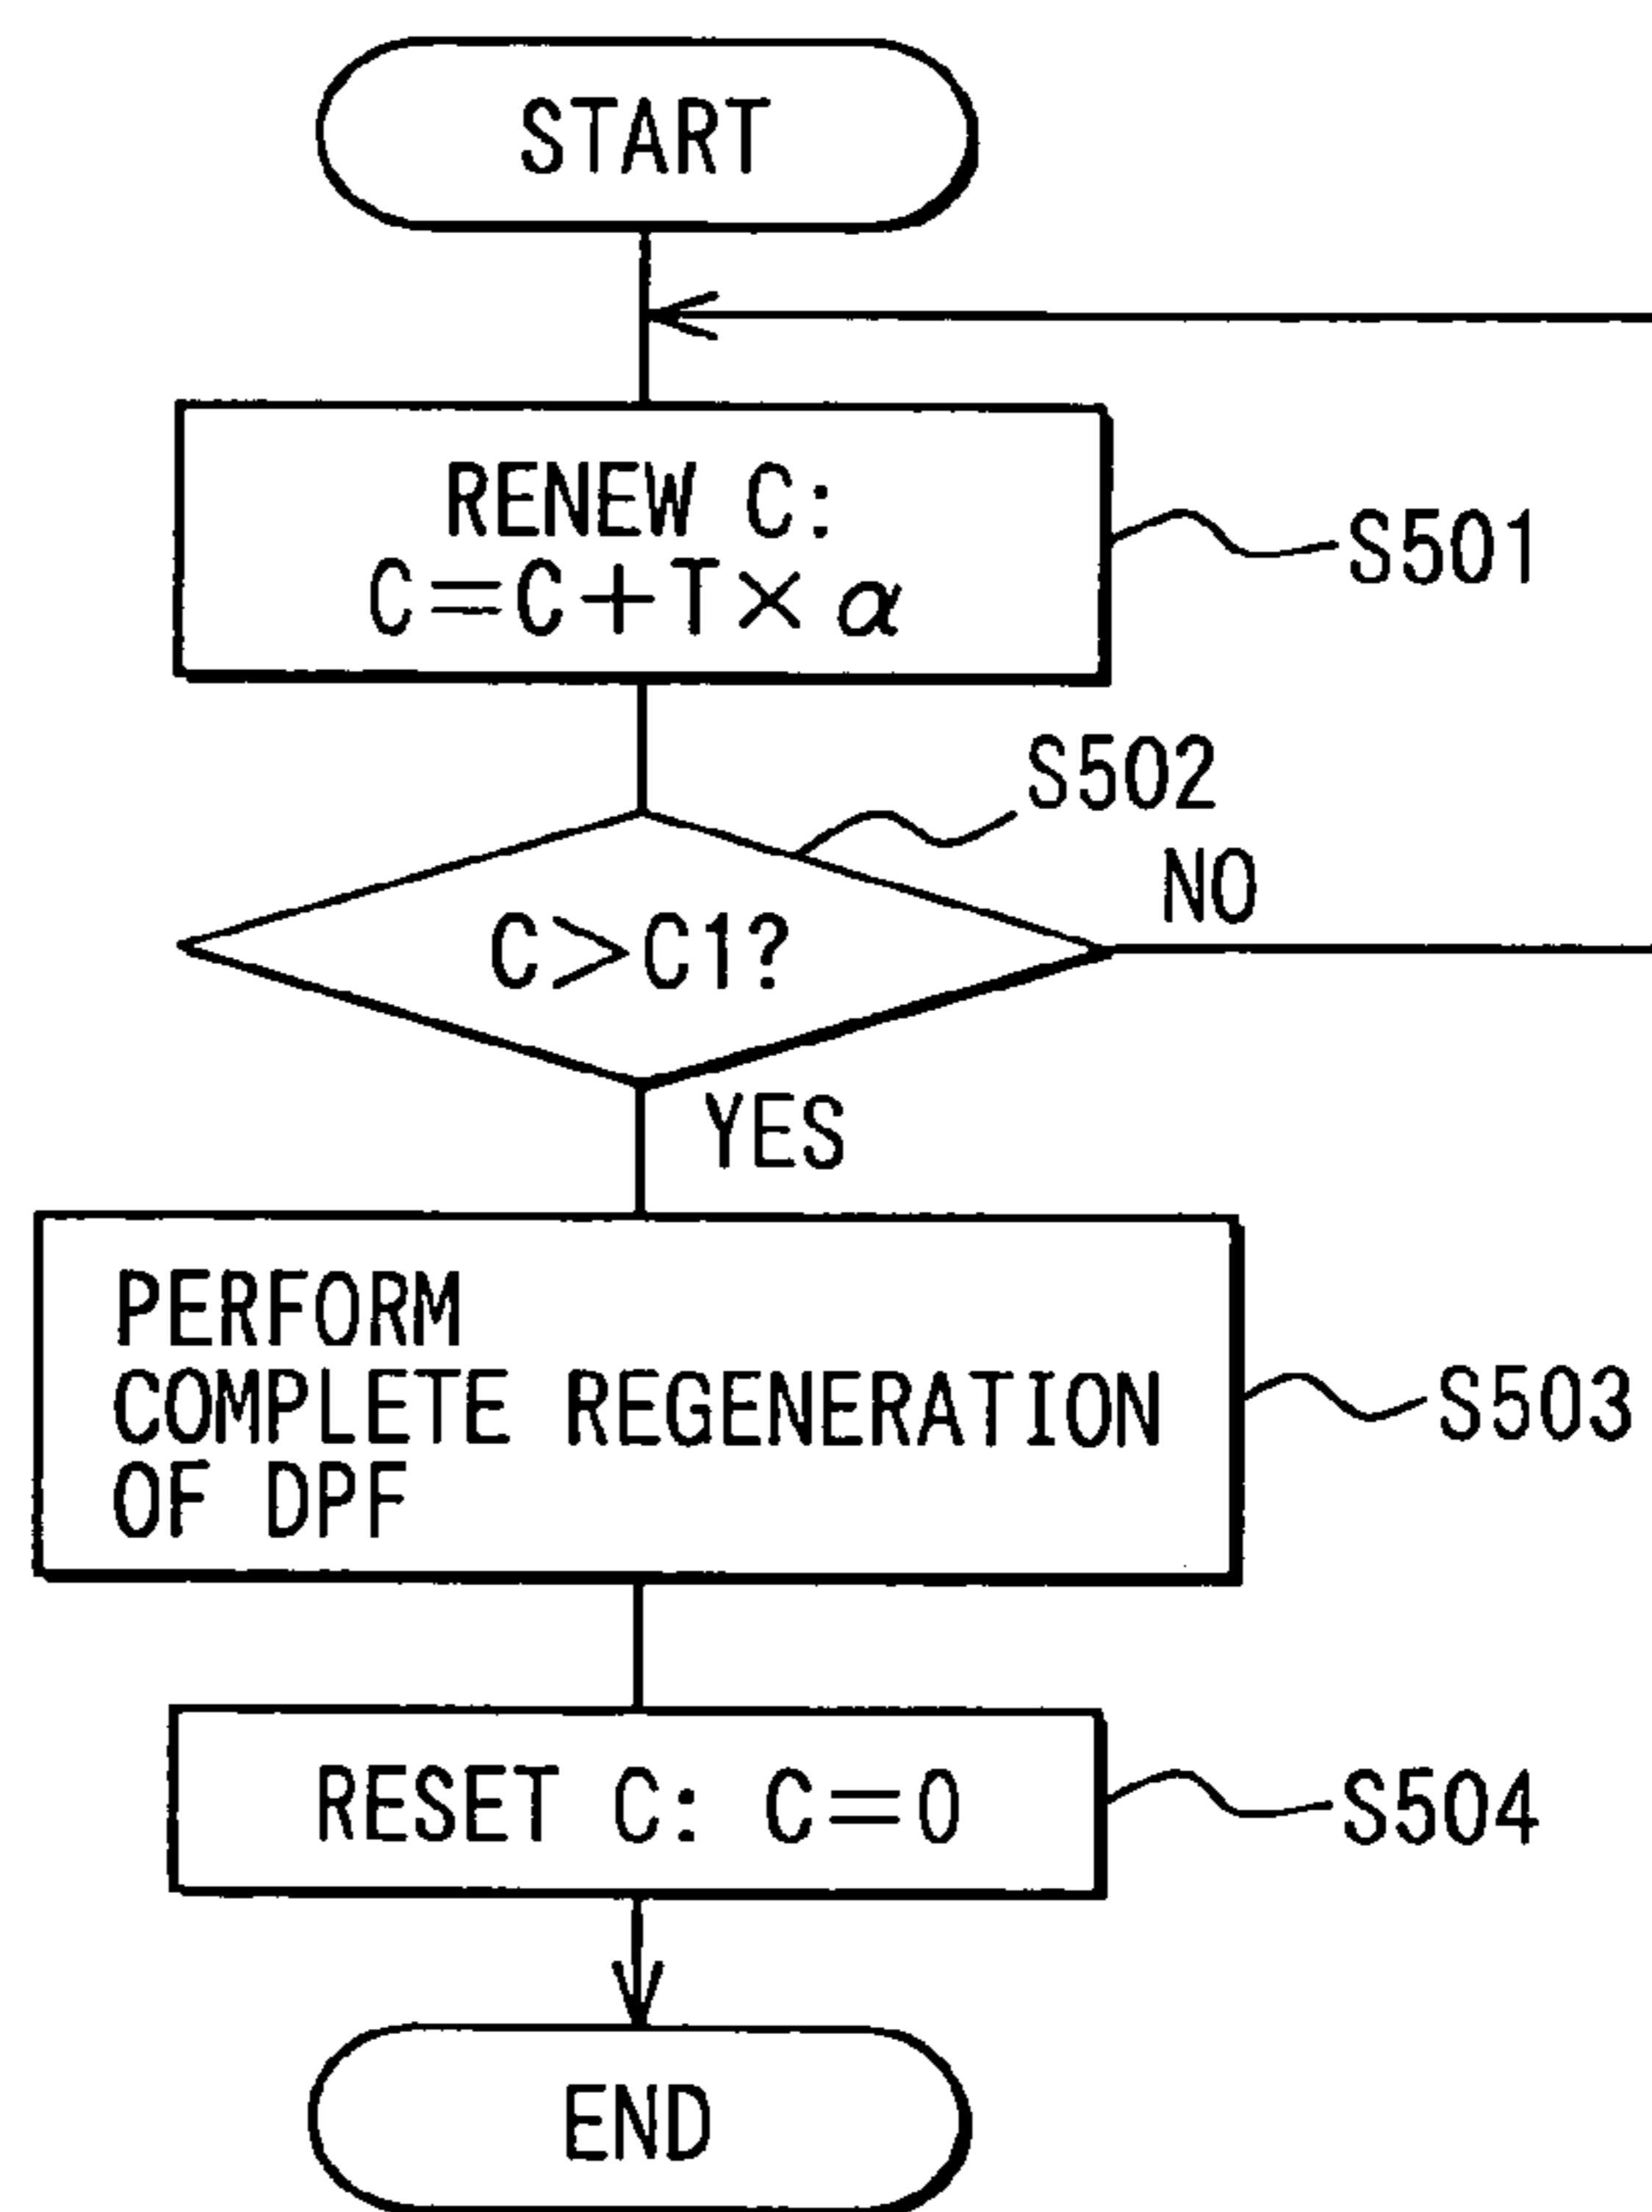 START
RENEW C:
C=C+T×α
S501
S502
C>C1?
NO
YES
PERFORM
COMPLETE REGENERATION
OF DPF
S503
RESET C: C=0
S504
END